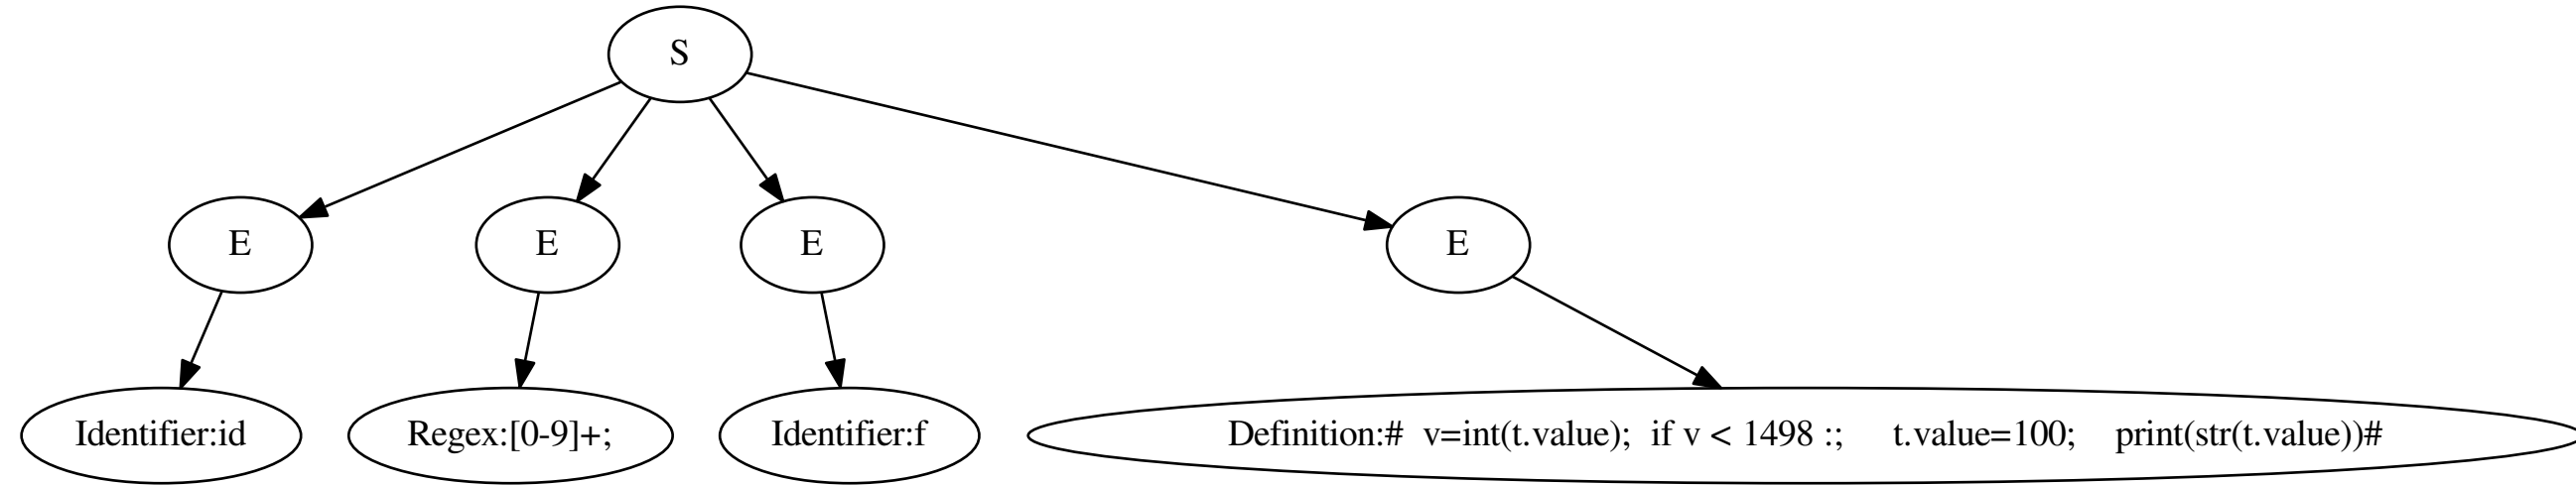 S
E E E E
Identifier:id Regex:[0-9]+; Identifier:f Definition:#  v=int(t.value);  if v < 1498 :;     t.value=100;    print(str(t.value))#